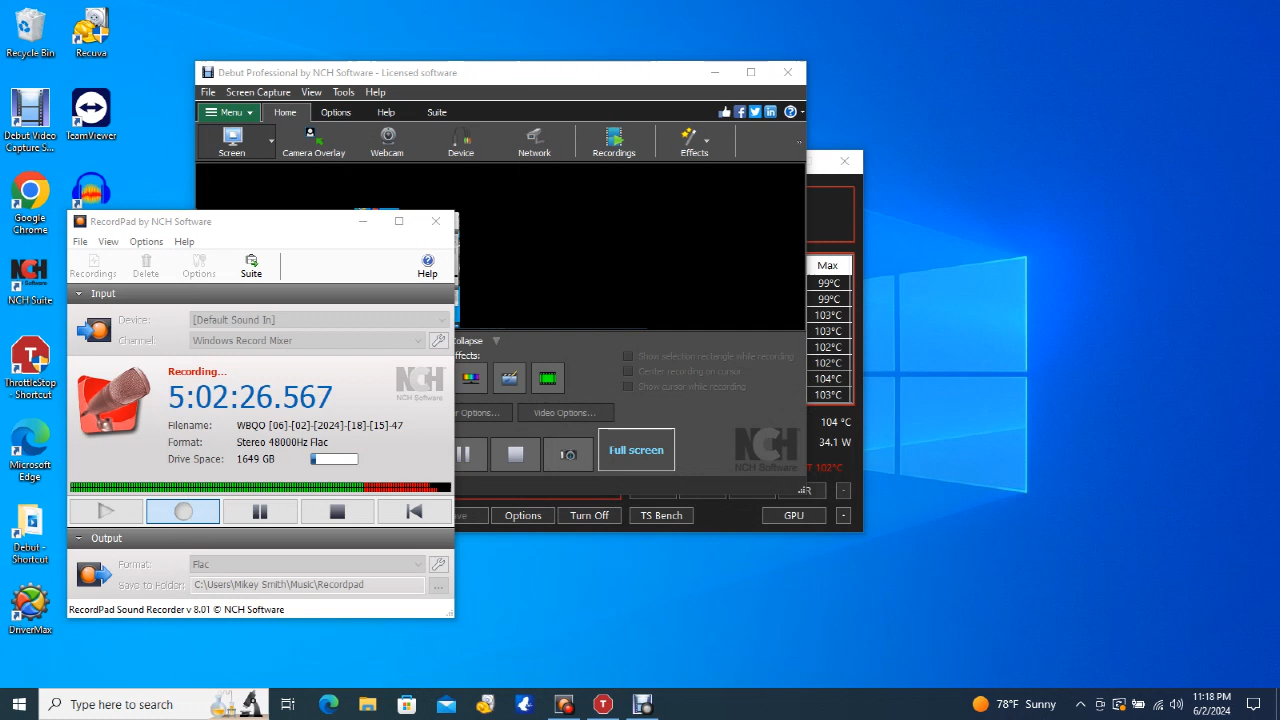 Recycle Bin
Recuva
Debut Video
Capture S...
TeamViewer
Google
Chrome
NCH
Software
NCH Suite
ThrottleStop
- Shortcut
Microsoft
Edge
Debut -
Shortcut
DriverMax
Debut Professional by NCH Software - Licensed software
File Screen Capture View Tools Help
Menu Home Options Help Suite
Screen Camera Overlay Webcam Device Network Recordings Effects
RecordPad by NCH Software
File View Options Help
Recordings Delete Options Suite Help
Input
Device: [Default Sound In]
Channel: Windows Record Mixer
Recording...
5:02:26.567
NCH
NCH Software
Filename: WBQQ [06]-(02)-[2024]-[18]-[15]-47
Format: Stereo 48000Hz Flac
Drive Space: 1649 GB
Output
Format: Flac
Save to Folder: C:\Users\Mikey Smith\Music\Recordpad
...
RecordPad Sound Recorder v 8.01 © NCH Software
Collapse
Show selection rectangle while recording
Center recording on cursor
Show cursor while recording
Options... Video Options...
Full screen
NCH
NCH Software
Max
99°C
99°C
103°C
103°C
102°C
102°C
104°C
103°C
104 °C
34.1 W
102°C
Options Turn Off TS Bench GPU -
Type here to search
78°F Sunny
11:18 PM
6/2/2024